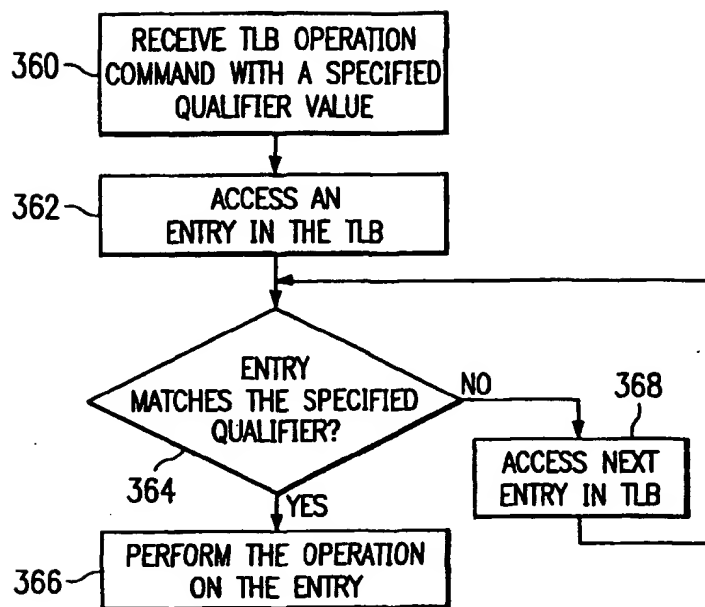 360
RECEIVE TLB OPERATION
COMMAND WITH A SPECIFIED
QUALIFIER VALUE
362
ACCESS AN
ENTRY IN THE TLB
ENTRY
MATCHES THE SPECIFIED
QUALIFIER?
364
NO
YES
368
ACCESS NEXT
ENTRY IN TLB
366
PERFORM THE OPERATION
ON THE ENTRY